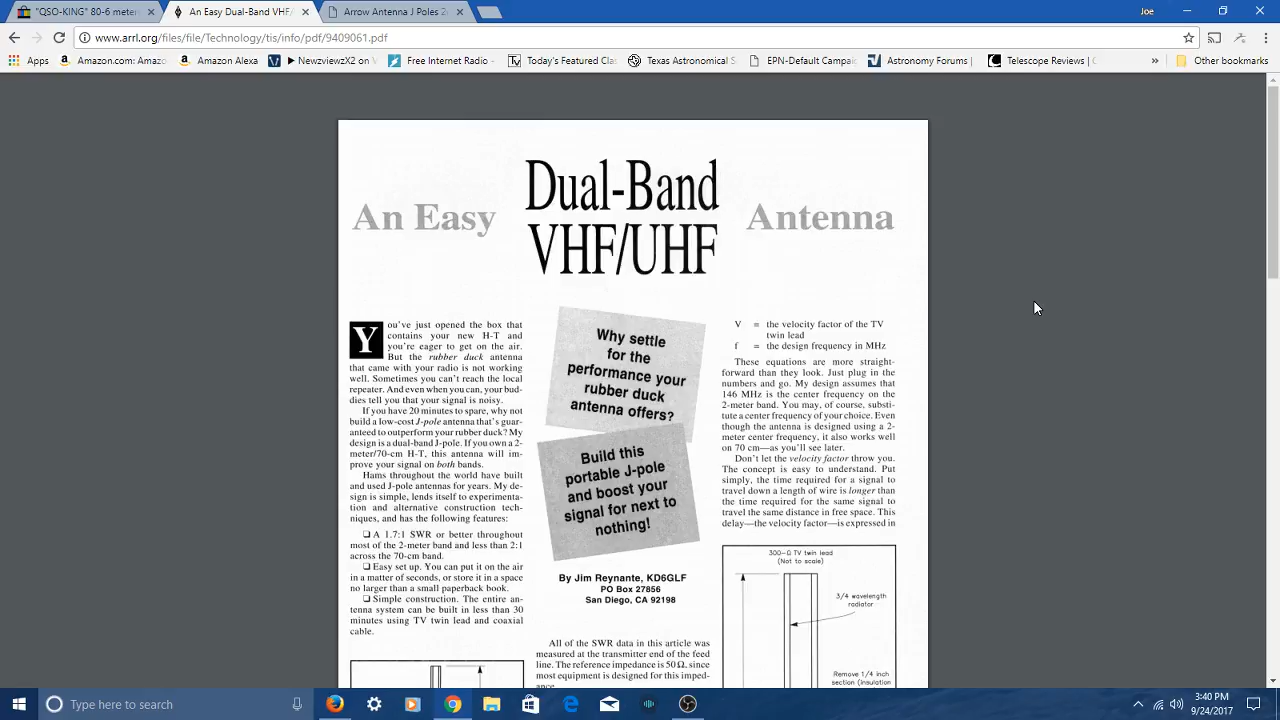 "QSO-KING" 80-6 meter
An Easy Dual-Band VHF/
Arrow Antenna J Poles 2
Joe
www.arrl.org/files/file/Technology/tis/info/pdf/9409061.pdf
Apps
Amazon.com: Amaz
Amazon Alexa
► NewviewX2 on V
Free Internet Radio -
Today's Featured Cla
Texas Astronomical S
EPN-Default Campai
Astronomy Forums |
Telescope Reviews | C
»
Other bookmarks
An Easy
Dual-Band
VHF/UHF
Antenna
You've just opened the box that
contains your new H-T and
you're eager to get on the air.
But the rubber duck antenna
that came with your radio is not working
well. Sometimes you can't reach the local
repeater. And even when you can, your bud-
dies tell you that your signal is noisy.
If you have 20 minutes to spare, why not
build a low-cost J-pole antenna that's guar-
anteed to outperform your rubber duck? My
design is a dual-band J-pole. If you own a 2-
meter/70-cm H-T, this antenna will im-
prove your signal on both bands.
Hams throughout the world have built
and used J-pole antennas for years. My de-
sign is simple, lends itself to experimenta-
tion and alternative construction tech-
niques, and has the following features:
❏ A 1.7:1 SWR or better throughout
most of the 2-meter band and less than 2:1
across the 70-cm band.
❏ Easy set up. You can put it on the air
in a matter of seconds, or store it in a space
no larger than a small paperback book.
❏ Simple construction. The entire an-
tenna system can be built in less than 30
minutes using TV twin lead and coaxial
cable.
Why settle
for the
performance your
rubber duck
antenna offers?
Build this
portable J-pole
and boost your
signal for next to
nothing!
By Jim Reynante, KD6GLF
PO Box 27856
San Diego, CA 92198
All of the SWR data in this article was
measured at the transmitter end of the feed
line. The reference impedance is 50 Ω, since
most equipment is designed for this imped-
ance.
V = the velocity factor of the TV
twin lead
f = the design frequency in MHz
These equations are more straight-
forward than they look. Just plug in the
numbers and go. My design assumes that
146 MHz is the center frequency on the
2-meter band. You may, of course, substi-
tute a center frequency of your choice. Even
though the antenna is designed using a 2-
meter center frequency, it also works well
on 70 cm—as you'll see later.
Don't let the velocity factor throw you.
The concept is easy to understand. Put
simply, the time required for a signal to
travel down a length of wire is longer than
the time required for the same signal to
travel the same distance in free space. This
delay—the velocity factor—is expressed in
300-Ω TV twin lead
(Not to scale)
3/4 wavelength
radiator
Remove 1/4 inch
section (insulation
Type here to search
3:40 PM
9/24/2017